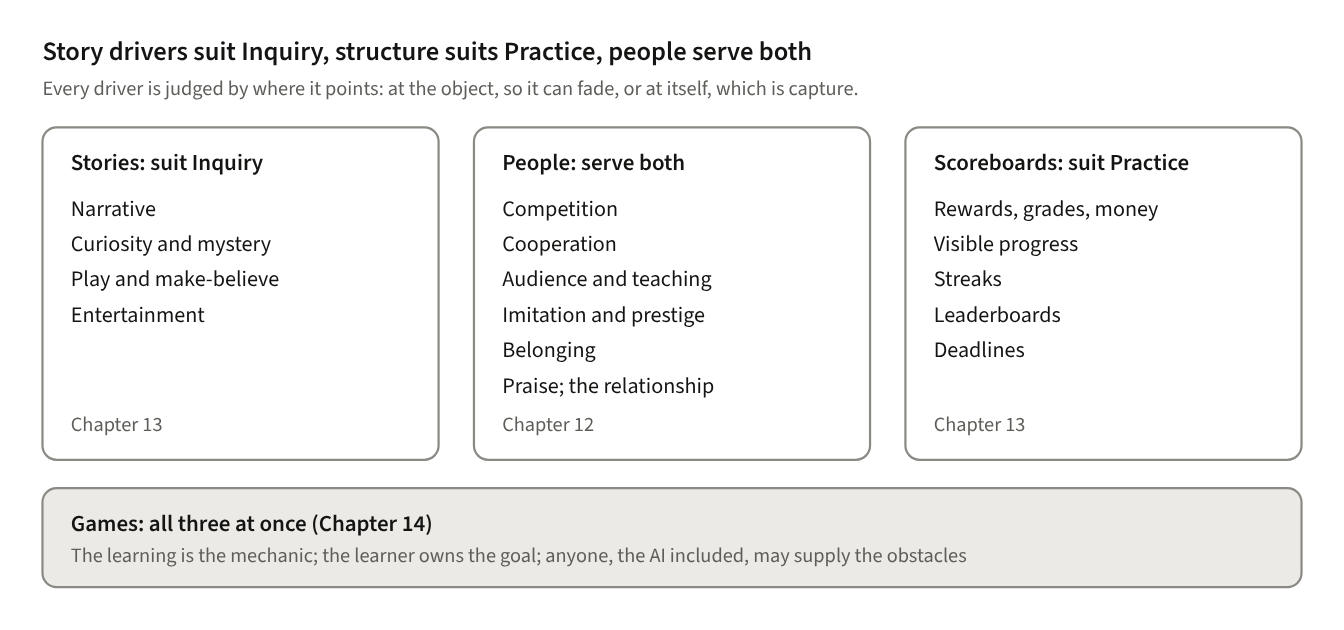 Story drivers suit Inquiry, structure suits Practice, people serve both
Every driver is judged by where it points: at the object, so it can fade, or at itself, which is capture.
Stories: suit Inquiry
Narrative
Curiosity and mystery
Play and make-believe
Entertainment
Chapter 13
People: serve both
Competition
Cooperation
Audience and teaching
Imitation and prestige
Belonging
Praise; the relationship
Chapter 12
Scoreboards: suit Practice
Rewards, grades, money
Visible progress
Streaks
Leaderboards
Deadlines
Chapter 13
Games: all three at once (Chapter 14)
The learning is the mechanic; the learner owns the goal; anyone, the AI included, may supply the obstacles